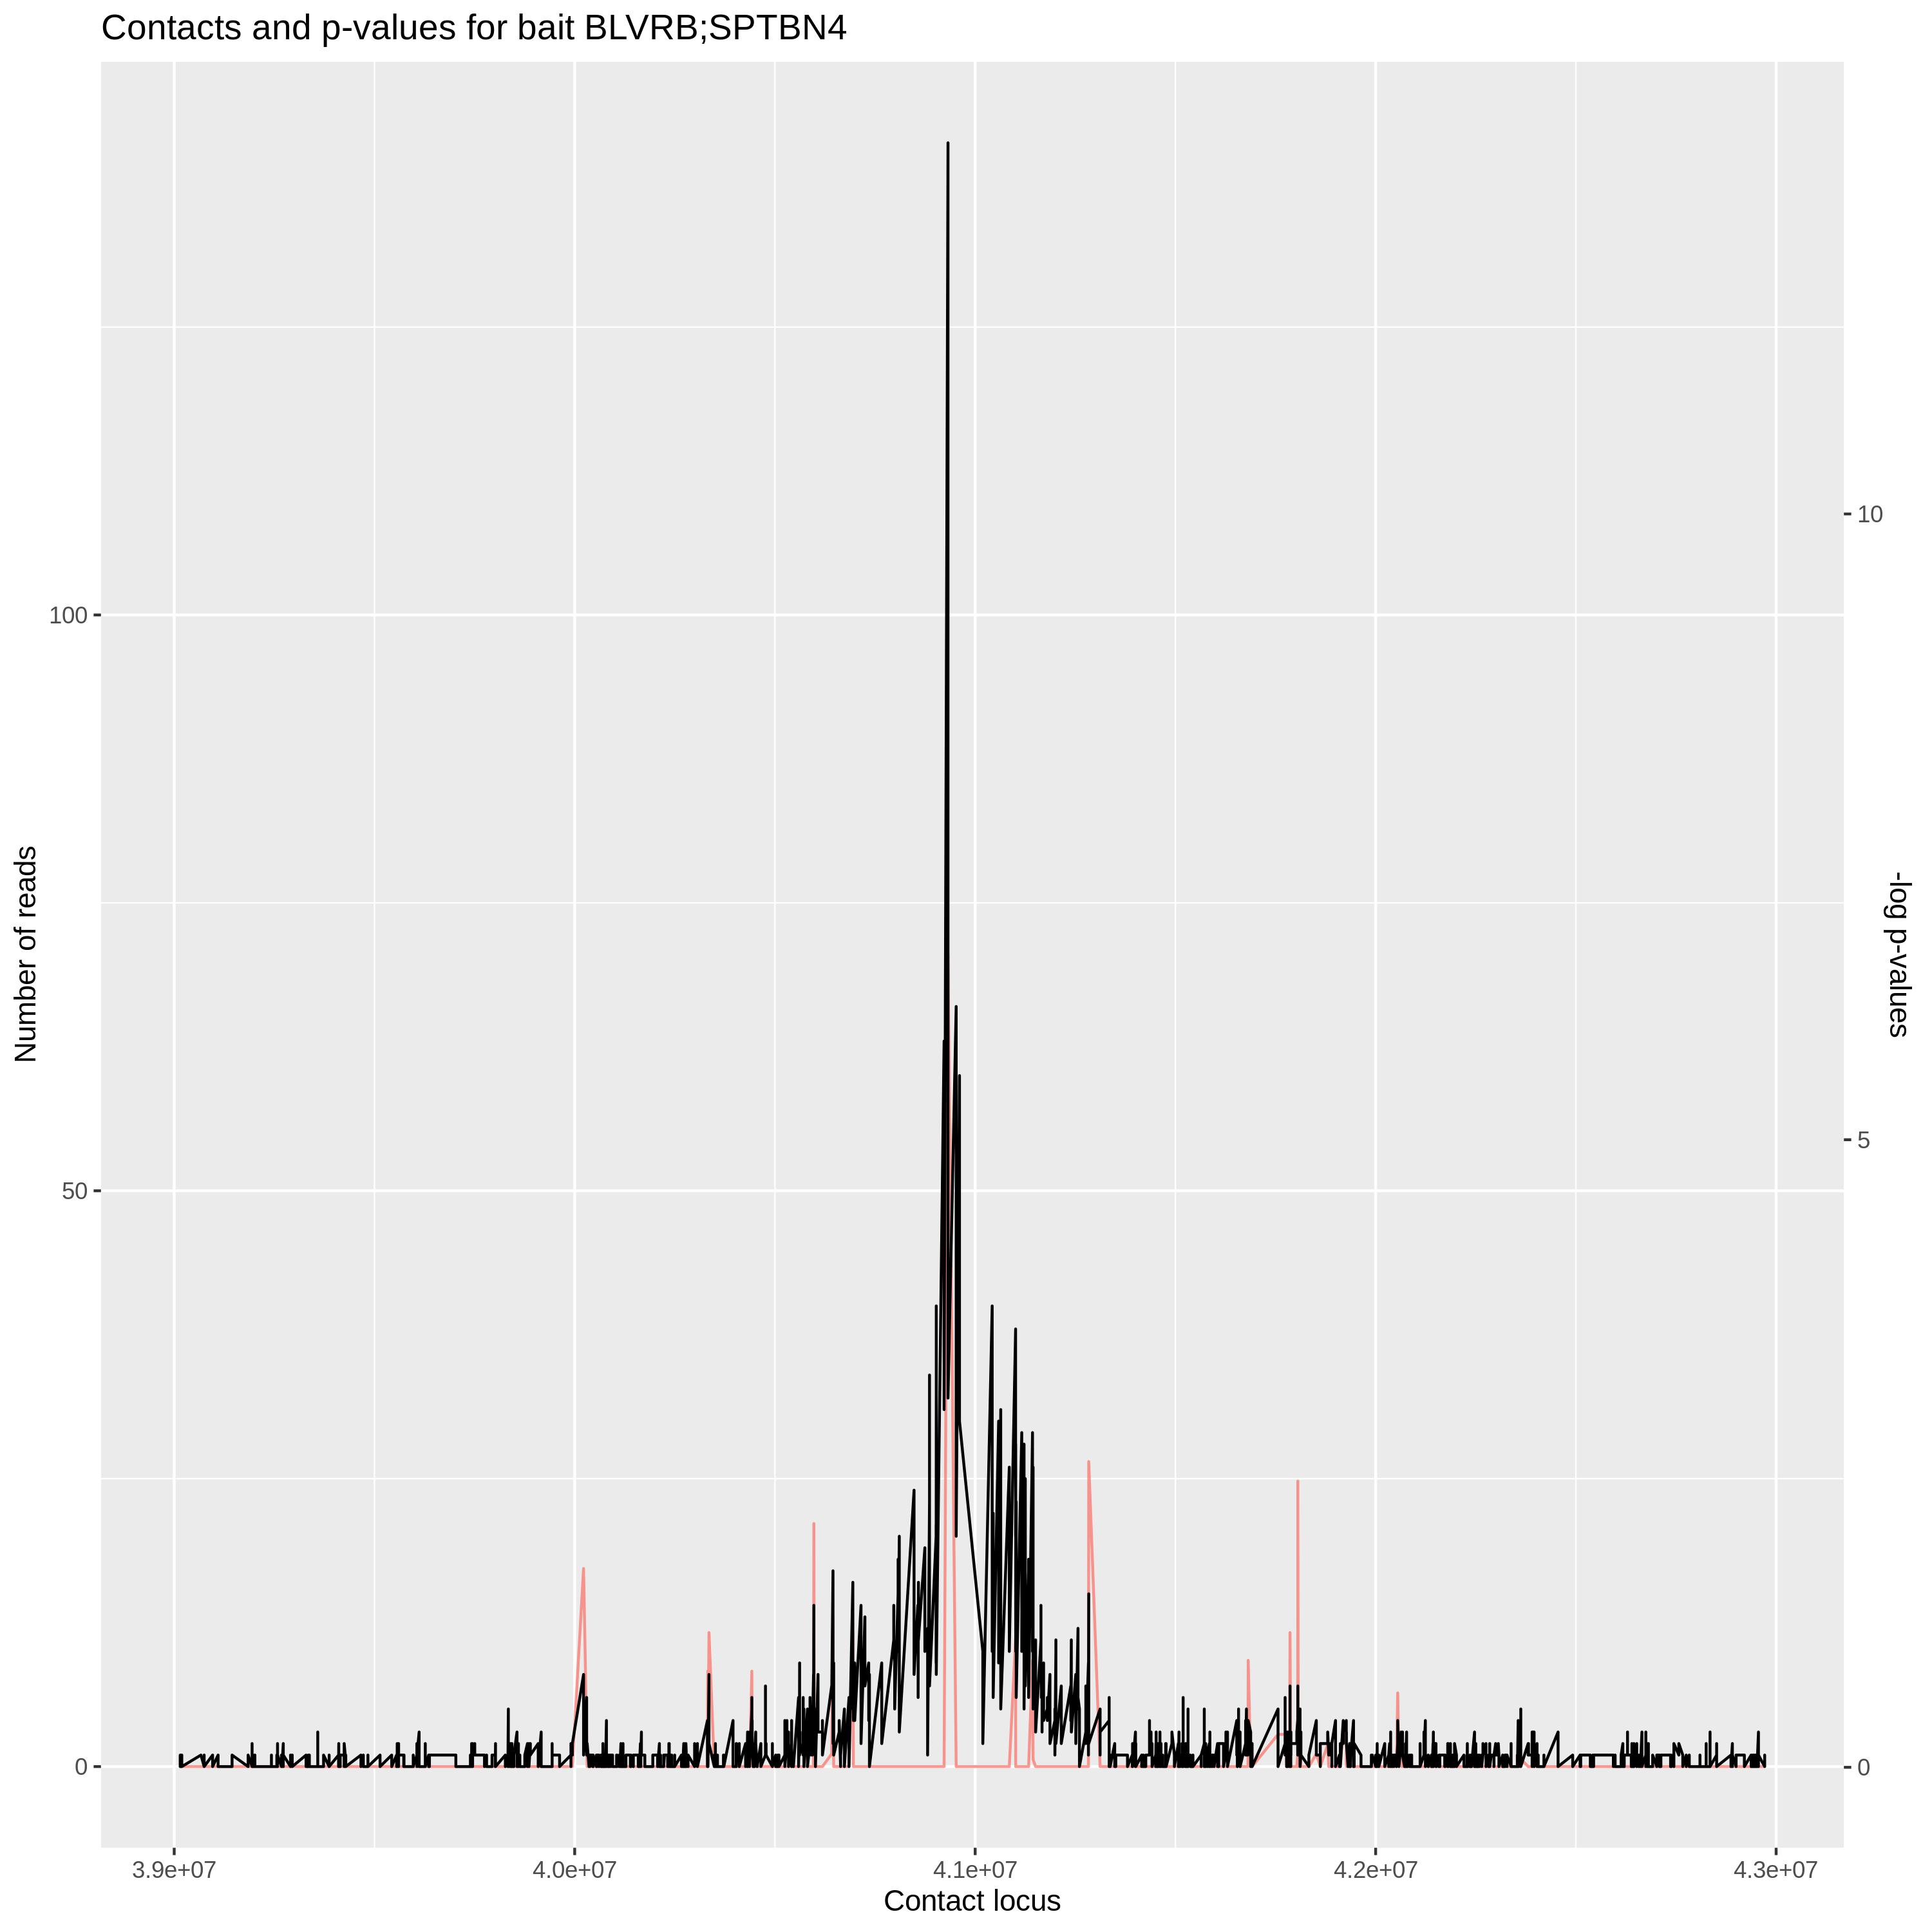 Contacts and p-values for bait BLVRB;SPTBN4
10
100
Number of reads
-log p-values
5
50
0
0
3.9e+07
4.0e+07
4.1e+07
4.2e+07
4.3e+07
Contact locus